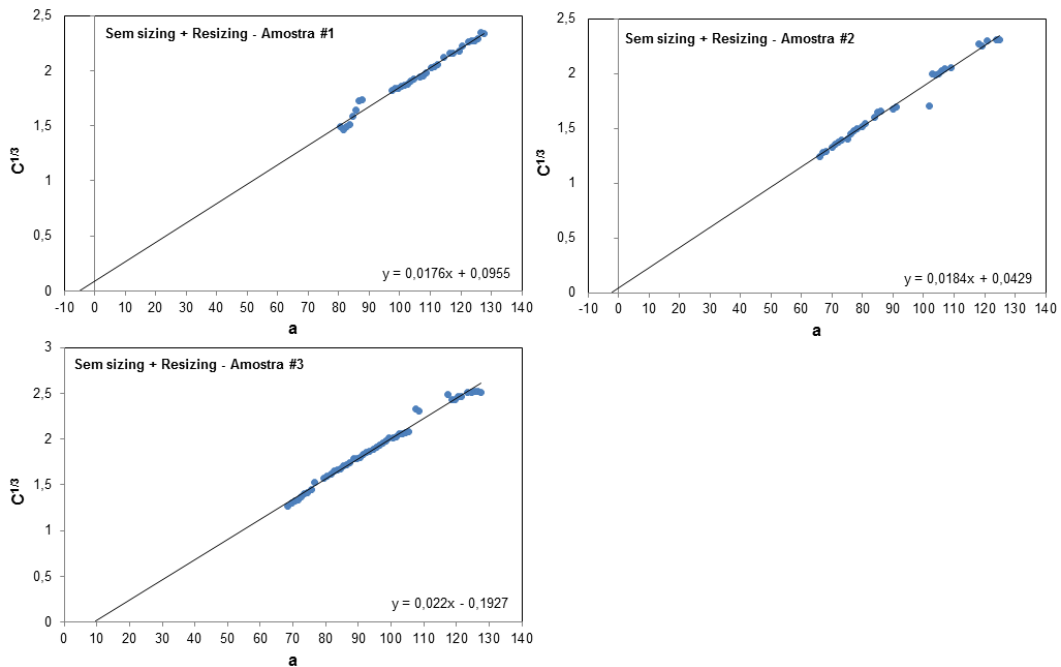 Sem sizing + Resizing - Amostra #1
2,5
2
1,5
1
0,5
0
C1/3
y = 0,0176x + 0,0955
-10 0 10 20 30 40 50 60 70 80 90 100 110 120 130 140
a
Sem sizing + Resizing - Amostra #2
2,5
2
1,5
1
0,5
0
C1/3
y = 0,0184x + 0,0429
-10 0 10 20 30 40 50 60 70 80 90 100 110 120 130 140
a
Sem sizing + Resizing - Amostra #3
3
2,5
2
1,5
1
0,5
0
C1/3
y = 0,022x - 0,1927
0 10 20 30 40 50 60 70 80 90 100 110 120 130 140
a